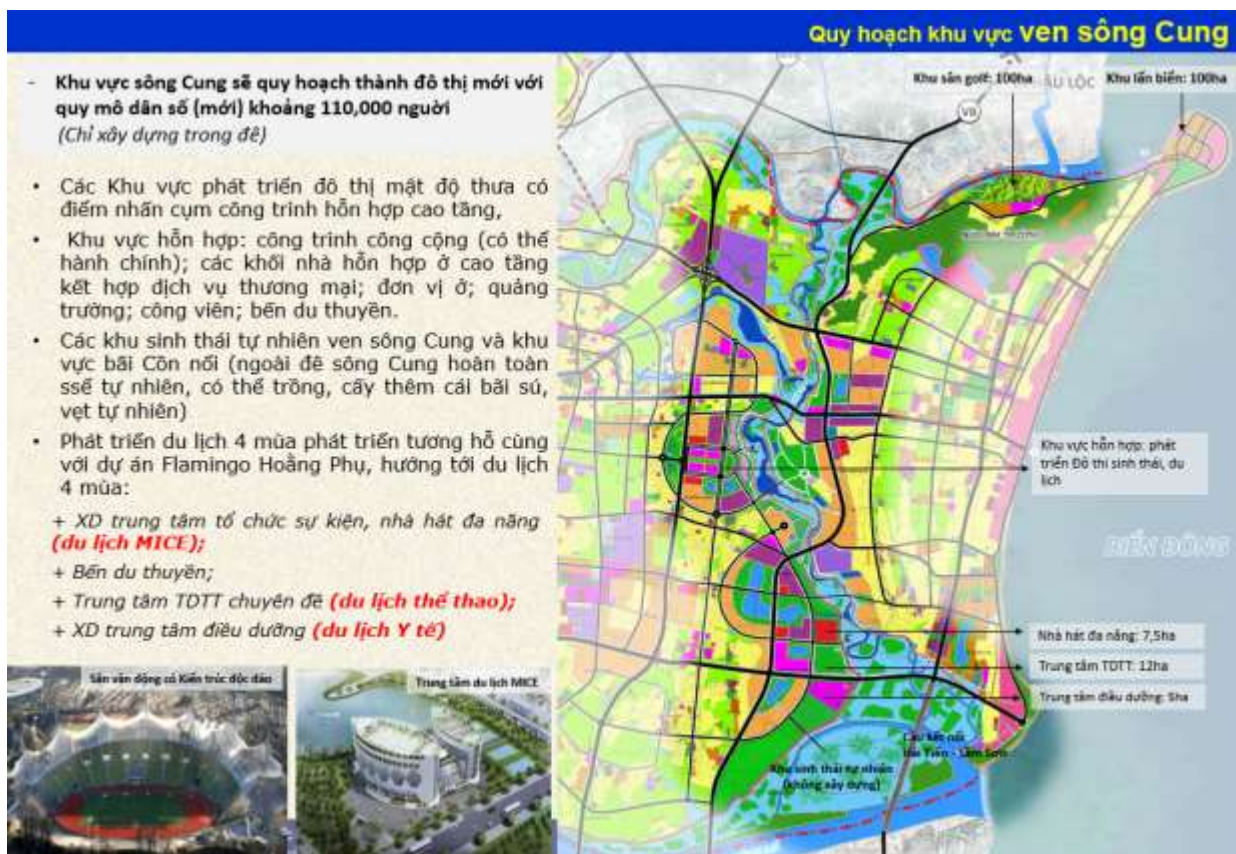 Quy hoạch khu vực ven sông Cung
- Khu vực sông Cung sẽ quy hoạch thành đô thị mới với
quy mô dân số (mới) khoảng 110,000 người
(Chỉ xây dựng trong đê)
• Các Khu vực phát triển đô thị mật độ thưa có
điểm nhấn cụm công trình hỗn hợp cao tầng,
• Khu vực hỗn hợp: công trình công cộng (có thể
hành chính); các khối nhà hỗn hợp ở cao tầng
kết hợp dịch vụ thương mại; đơn vị ở; quảng
trường; công viên; bến du thuyền.
• Các khu sinh thái tự nhiên ven sông Cung và khu
vực bãi Cồn nổi (ngoài đê sông Cung hoàn toàn
ssế tự nhiên, có thể trồng, cấy thêm cái bãi sú,
vẹt tự nhiên)
• Phát triển du lịch 4 mùa phát triển tương hỗ cùng
với dự án Flamingo Hoằng Phụ, hướng tới du lịch
4 mùa:
+ XD trung tâm tổ chức sự kiện, nhà hát đa năng
(du lịch MICE);
+ Bến du thuyền;
+ Trung tâm TDTT chuyên đề (du lịch thể thao);
+ XD trung tâm điều dưỡng (du lịch Y tế)
Sân vận động có Kiến trúc độc đáo
Trung tâm du lịch MICE
Khu sân golf: 100ha
ẬU LỘC
Khu lấn biển: 100ha
VB
Khu vực hỗn hợp: phát
triển Đô thị sinh thái, du
lịch
BIỂN ĐÔNG
Nhà hát đa năng: 7,5ha
Trung tâm TDTT: 12ha
Trung tâm điều dưỡng: 5ha
Cầu kết nối
Hải Tiến - Sầm Sơn
Khu sinh thái tự nhiên
(không xây dựng)